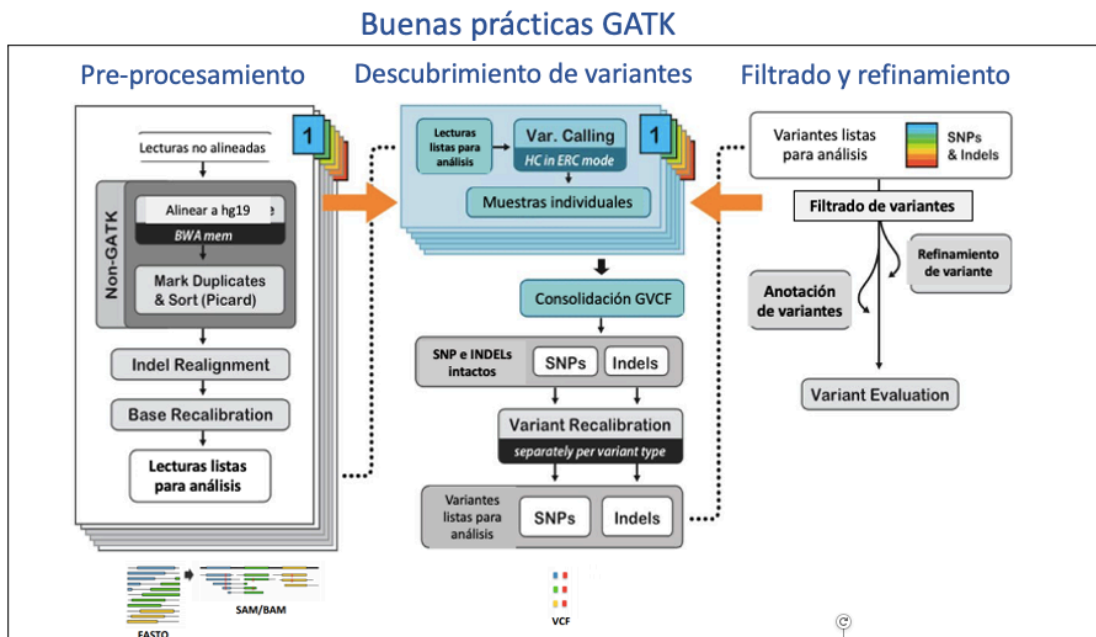 Buenas prácticas GATK
Pre-procesamiento
Lecturas no alineadas
1
Non-GATK
Alinear a hg19
BWA mem
Mark Duplicates
& Sort (Picard)
Indel Realignment
Base Recalibration
Lecturas listas
para análisis
FASTQ
SAM/BAM
Descubrimiento de variantes
Lecturas
listas para
análisis
Var. Calling
HC in ERC mode
1
Muestras individuales
Consolidación GVCF
SNP e INDELs
intactos
SNPs
Indels
Variant Recalibration
separately per variant type
Variantes
listas para
análisis
SNPs
Indels
VCF
Filtrado y refinamiento
Variantes listas
para análisis
SNPs
& Indels
Filtrado de variantes
Refinamiento
de variante
Anotación
de variantes
Variant Evaluation